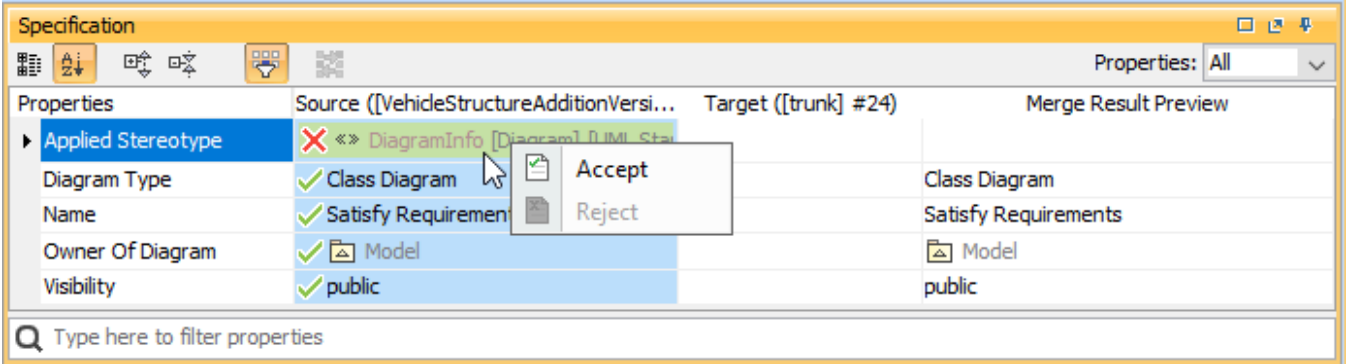 Specification
Properties: All
Properties Source ([VehicleStructureAdditionVersi... Target ([trunk] #24) Merge Result Preview
Applied Stereotype «» DiagramInfo [Diagram] [UML
Accept
Diagram Type Class Diagram Class Diagram
Name Satisfy Requirement Reject Satisfy Requirements
Owner Of Diagram Model Model
Visibility public public
Type here to filter properties